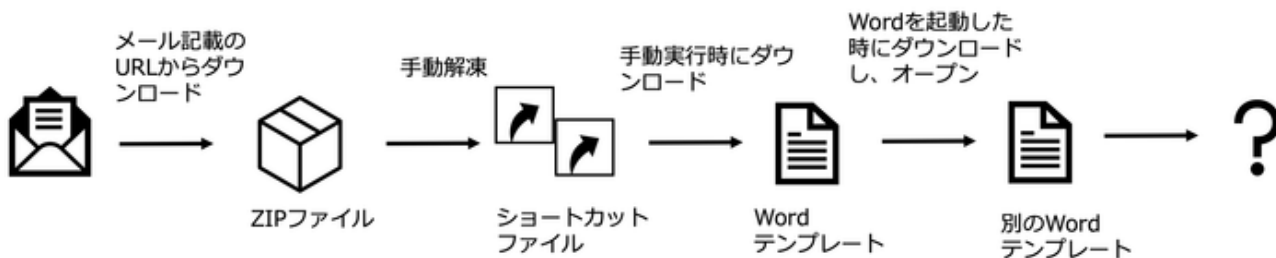 メール記載の
URLからダウ
ンロード
手動解凍
手動実行時にダウ
ンロード
Wordを起動した
時にダウンロード
し、オープン
?
ZIPファイル
ショートカット
ファイル
Word
テンプレート
別のWord
テンプレート